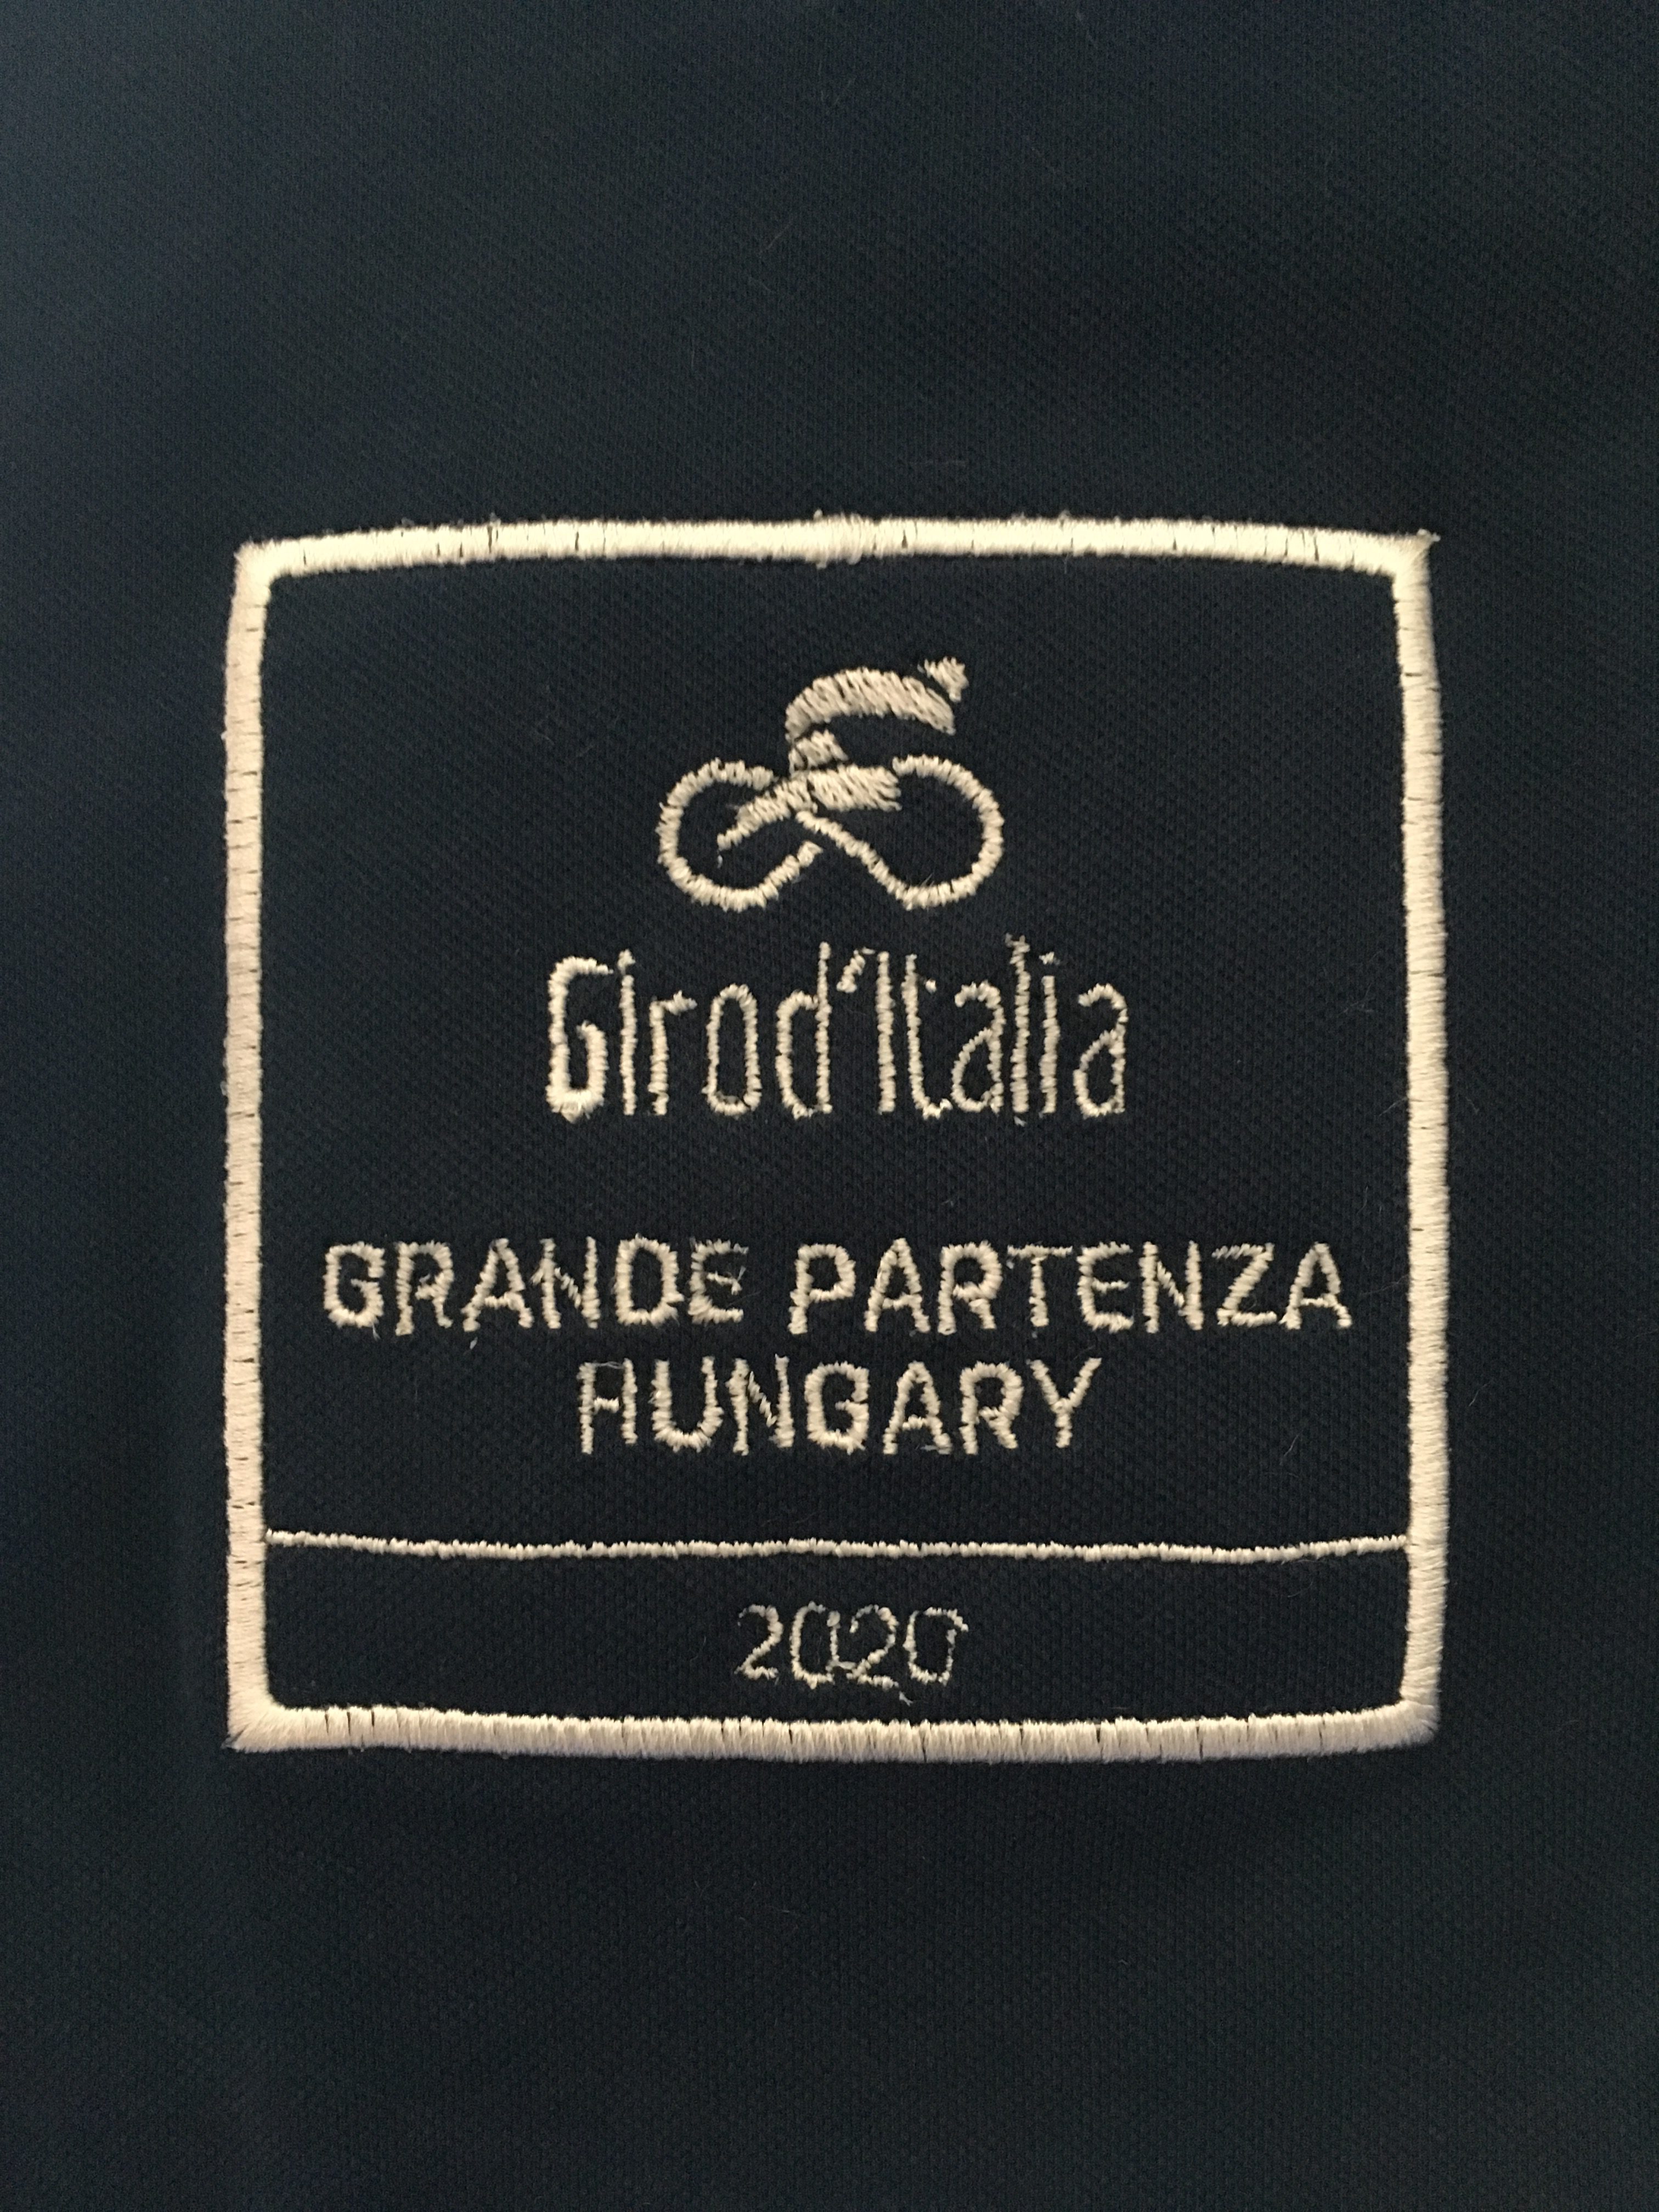 Giro d'Italia
GRANDE PARTENZA
HUNGARY
2020